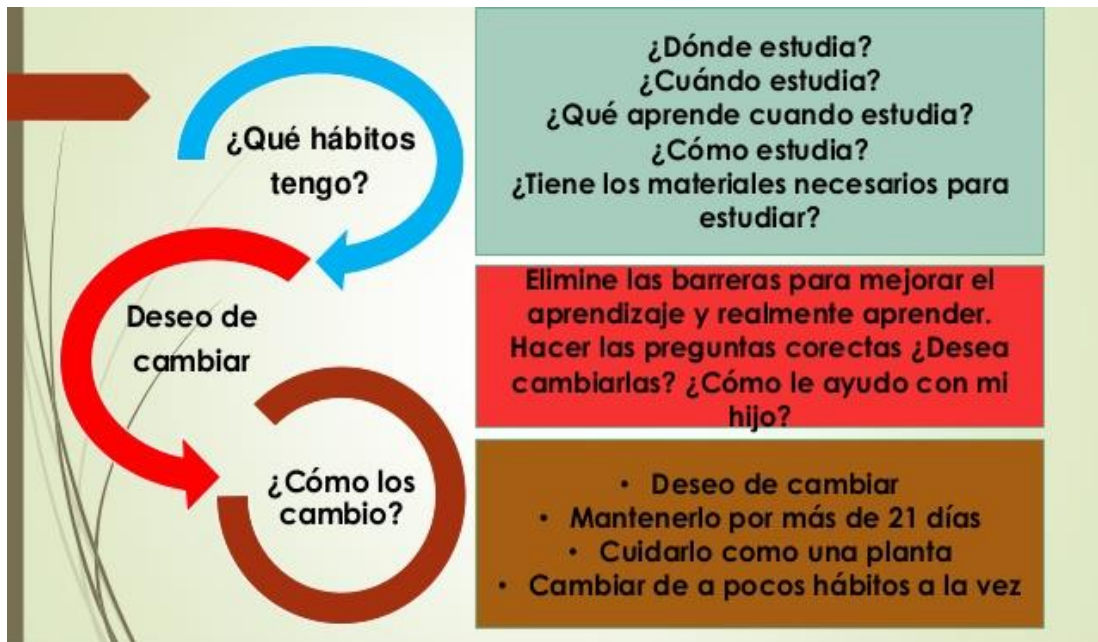 ¿Qué hábitos
tengo?
¿Dónde estudia?
¿Cuándo estudia?
¿Qué aprende cuando estudia?
¿Cómo estudia?
¿Tiene los materiales necesarios para
estudiar?
Deseo de
cambiar
Elimine las barreras para mejorar el
aprendizaje y realmente aprender.
Hacer las preguntas corectas ¿Desea
cambiarlas? ¿Cómo le ayudo con mi
hijo?
¿Cómo los
cambio?
• Deseo de cambiar
• Mantenerlo por más de 21 días
• Cuidarlo como una planta
• Cambiar de a pocos hábitos a la vez